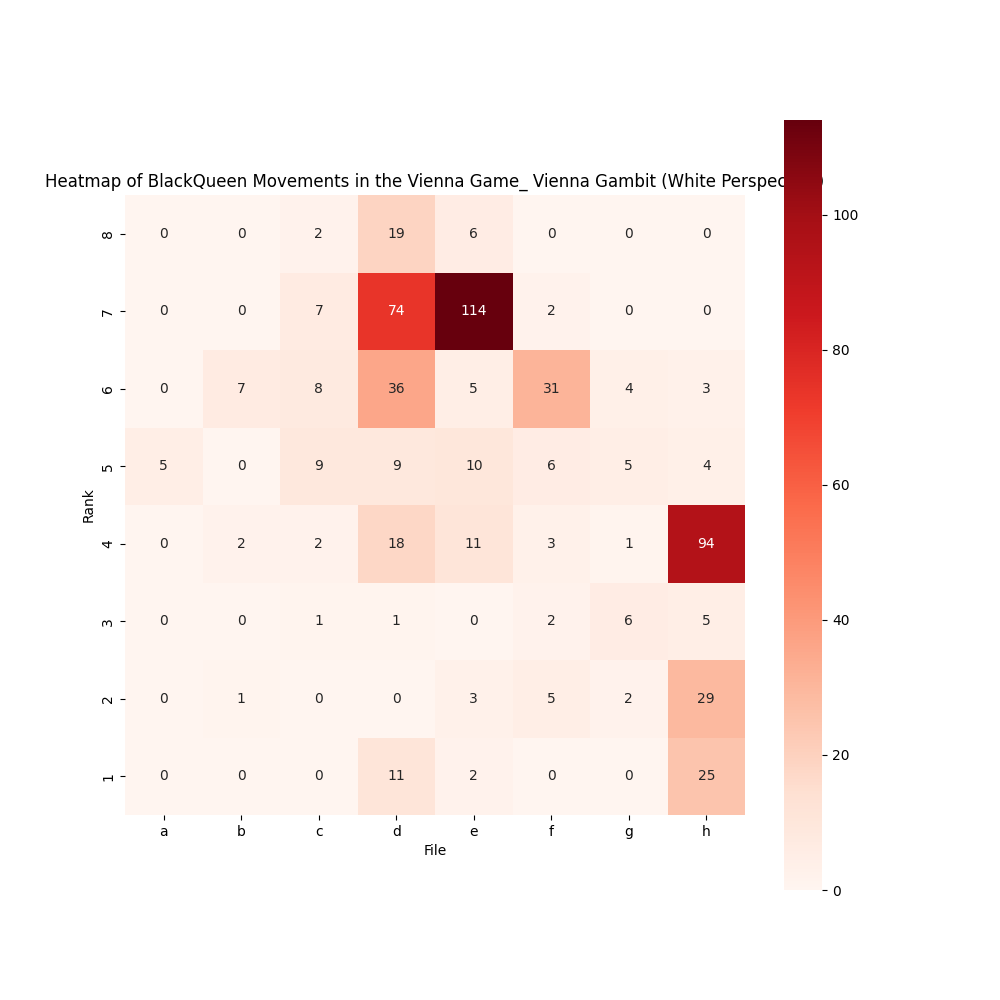 Heatmap of BlackQueen Movements in the Vienna Game_ Vienna Gambit (White Perspec
100
80
60
40
20
0
Rank
8 0 0 2 19 6 0 0 0
7 0 0 7 74 114 2 0 0
6 0 7 8 36 5 31 4 3
5 5 0 9 9 10 6 5 4
4 0 2 2 18 11 3 1 94
3 0 0 1 1 0 2 6 5
2 0 1 0 0 3 5 2 29
1 0 0 0 11 2 0 0 25
a b c d e f g h
File